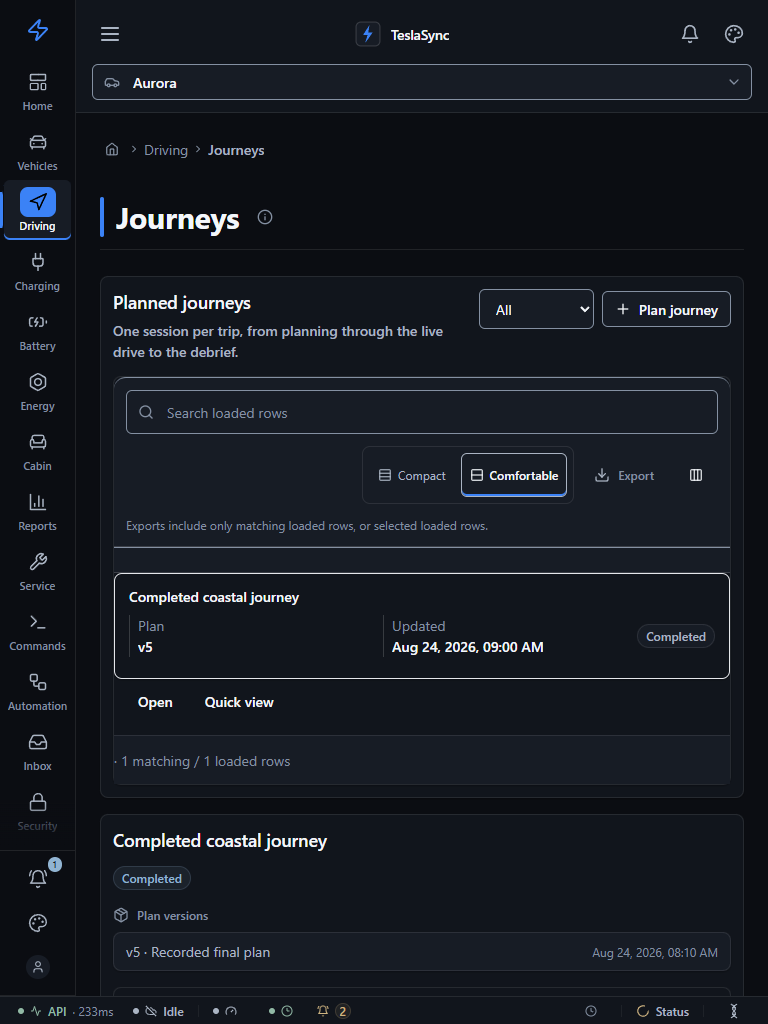 TeslaSync
Aurora
Home
Vehicles
Driving
Charging
Battery
Energy
Cabin
Reports
Service
Commands
Automation
Inbox
Security
1
Driving
Journeys
Journeys
Planned journeys
One session per trip, from planning through the live
drive to the debrief.
All
Plan journey
Search loaded rows
Compact
Comfortable
Export
Exports include only matching loaded rows, or selected loaded rows.
Completed coastal journey
Plan
v5
Updated
Aug 24, 2026, 09:00 AM
Completed
Open
Quick view
· 1 matching / 1 loaded rows
Completed coastal journey
Completed
Plan versions
v5 · Recorded final plan
Aug 24, 2026, 08:10 AM
API · 233ms
Idle
2
Status